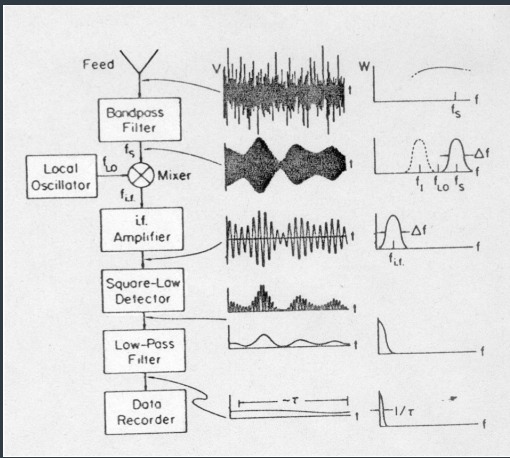 Feed
V
t
W
f
fS
Bandpass
Filter
fS
Local
Oscillator
fLO
Mixer
t
Δf
fI
fLO
fS
f
fi.f.
i.f.
Amplifier
t
Δf
fi.f.
f
Square-Low
Detector
t
Low-Pass
Filter
t
f
Data
Recorder
~τ
t
1/τ
f